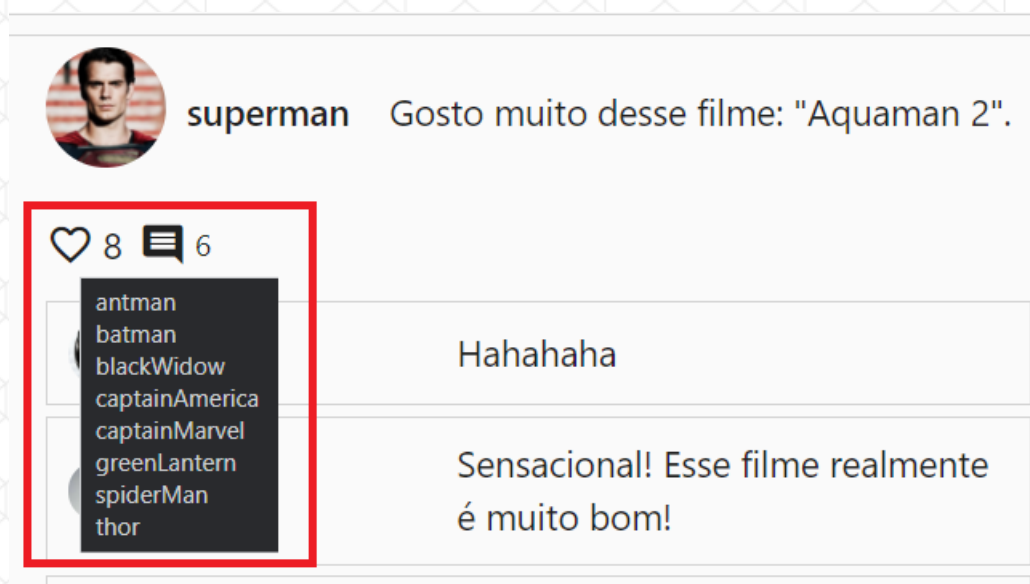 superman Gosto muito desse filme: "Aquaman 2".
8 6
antman
batman
blackWidow
captainAmerica
captainMarvel
greenLantern
spiderMan
thor
Hahahaha
Sensacional! Esse filme realmente
é muito bom!